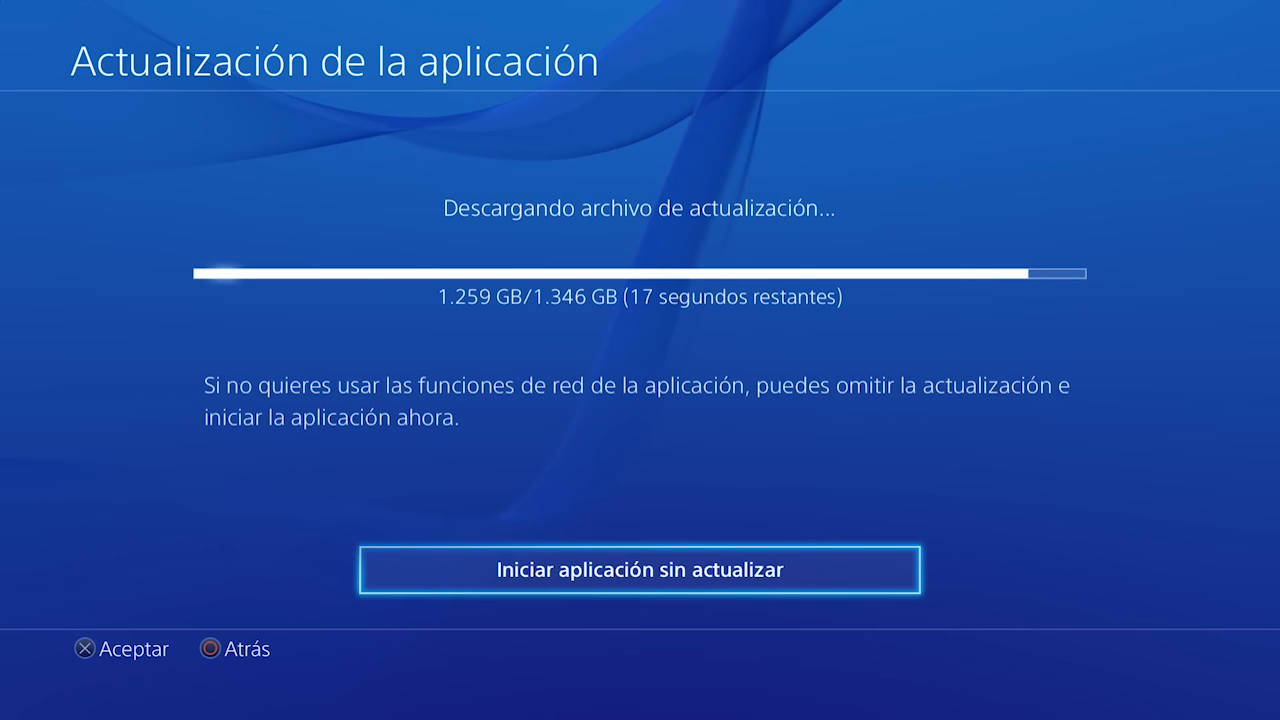 Actualización de la aplicación
Descargando archivo de actualización...
1.259 GB/1.346 GB (17 segundos restantes)
Si no quieres usar las funciones de red de la aplicación, puedes omitir la actualización e
iniciar la aplicación ahora.
Iniciar aplicación sin actualizar
Aceptar Atrás